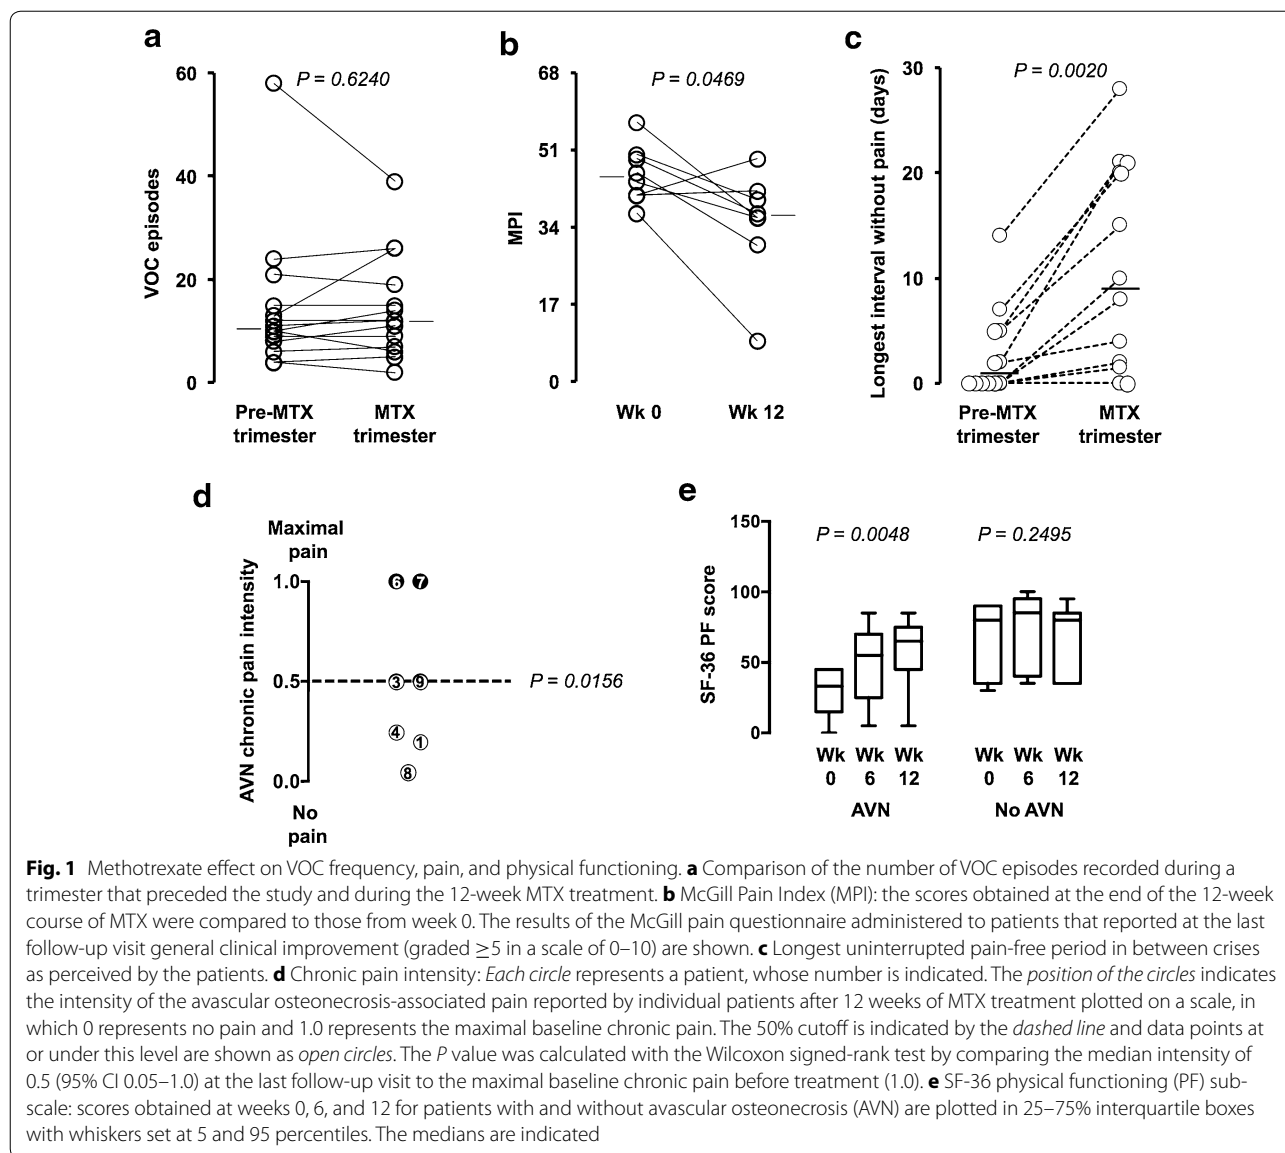 a
60
40
20
0
VOC episodes
P = 0.6240
Pre-MTX
trimester
MTX
trimester
b
68
51
34
17
0
MPI
P = 0.0469
Wk 0
Wk 12
c
30
20
10
0
Longest interval without pain (days)
P = 0.0020
Pre-MTX
trimester
MTX
trimester
d
Maximal
pain
1.0
0.5
0.0
No
pain
AVN chronic pain intensity
6 7
3 9
4
1
8
P = 0.0156
e
150
100
50
0
SF-36 PF score
P = 0.0048
P = 0.2495
Wk Wk Wk Wk Wk Wk
0 6 12 0 6 12
AVN No AVN
Fig. 1 Methotrexate effect on VOC frequency, pain, and physical functioning. a Comparison of the number of VOC episodes recorded during a
trimester that preceded the study and during the 12-week MTX treatment. b McGill Pain Index (MPI): the scores obtained at the end of the 12-week
course of MTX were compared to those from week 0. The results of the McGill pain questionnaire administered to patients that reported at the last
follow-up visit general clinical improvement (graded ≥5 in a scale of 0–10) are shown. c Longest uninterrupted pain-free period in between crises
as perceived by the patients. d Chronic pain intensity: Each circle represents a patient, whose number is indicated. The position of the circles indicates
the intensity of the avascular osteonecrosis-associated pain reported by individual patients after 12 weeks of MTX treatment plotted on a scale, in
which 0 represents no pain and 1.0 represents the maximal baseline chronic pain. The 50% cutoff is indicated by the dashed line and data points at
or under this level are shown as open circles. The P value was calculated with the Wilcoxon signed-rank test by comparing the median intensity of
0.5 (95% CI 0.05–1.0) at the last follow-up visit to the maximal baseline chronic pain before treatment (1.0). e SF-36 physical functioning (PF) sub-
scale: scores obtained at weeks 0, 6, and 12 for patients with and without avascular osteonecrosis (AVN) are plotted in 25–75% interquartile boxes
with whiskers set at 5 and 95 percentiles. The medians are indicated